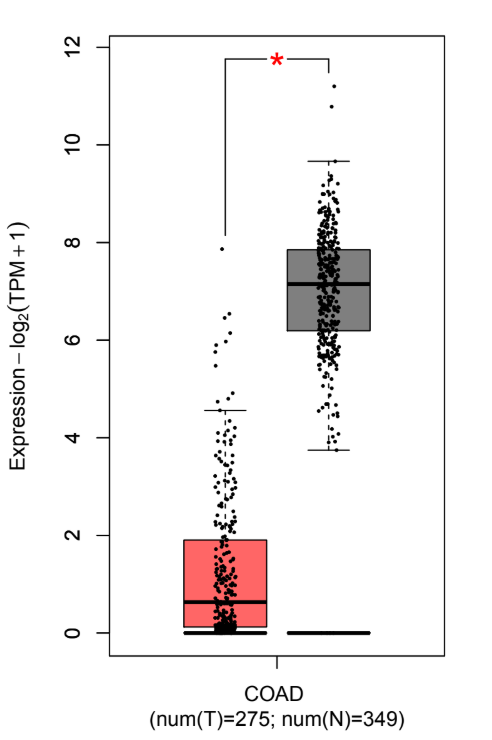 12
10
8
6
4
2
0
Expression – log₂(TPM + 1)
*
COAD
(num(T)=275; num(N)=349)